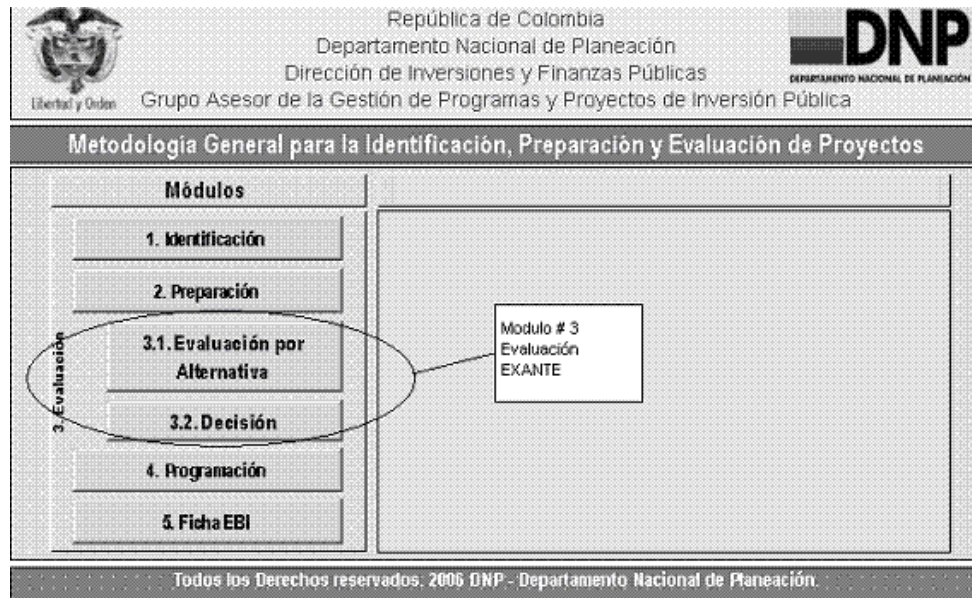 República de Colombia
Departamento Nacional de Planeación
Dirección de Inversiones y Finanzas Públicas
Grupo Asesor de la Gestión de Programas y Proyectos de Inversión Pública
Libertad y Orden
DNP
DEPARTAMENTO NACIONAL DE PLANEACIÓN
Metodología General para la Identificación, Preparación y Evaluación de Proyectos
Módulos
1. Identificación
2. Preparación
3. Evaluación
3.1. Evaluación por
Alternativa
3.2. Decisión
4. Programación
5. Ficha EBI
Modulo # 3
Evaluación
EXANTE
Todos los Derechos reservados. 2006 DNP - Departamento Nacional de Planeación.